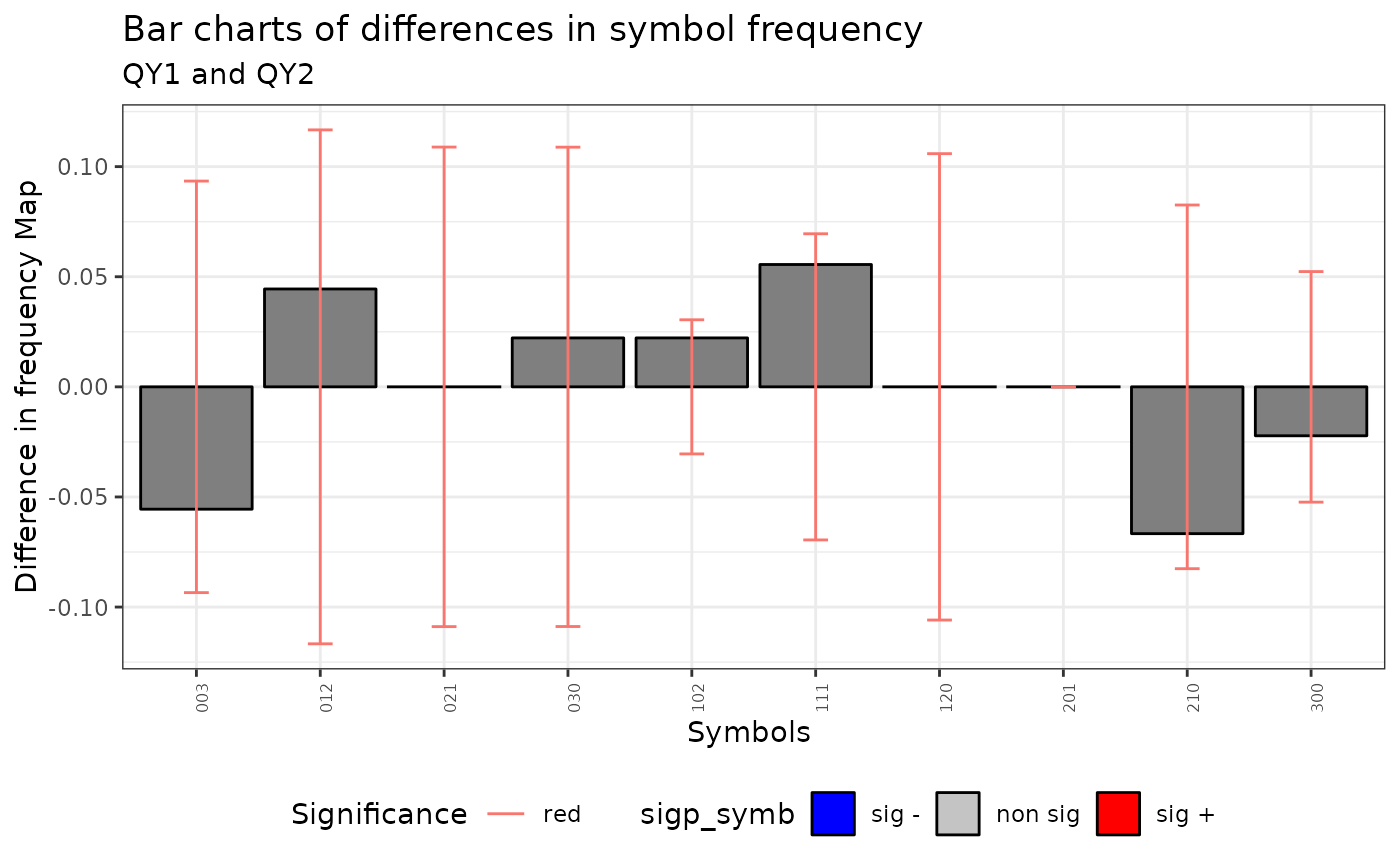 Bar charts of differences in symbol frequency
QY1 and QY2
Difference in frequency Map
0.10
0.05
0.00
-0.05
-0.10
003 012 021 030 102 111 120 201 210 300
Symbols
Significance red sigp_symb sig - non sig sig +